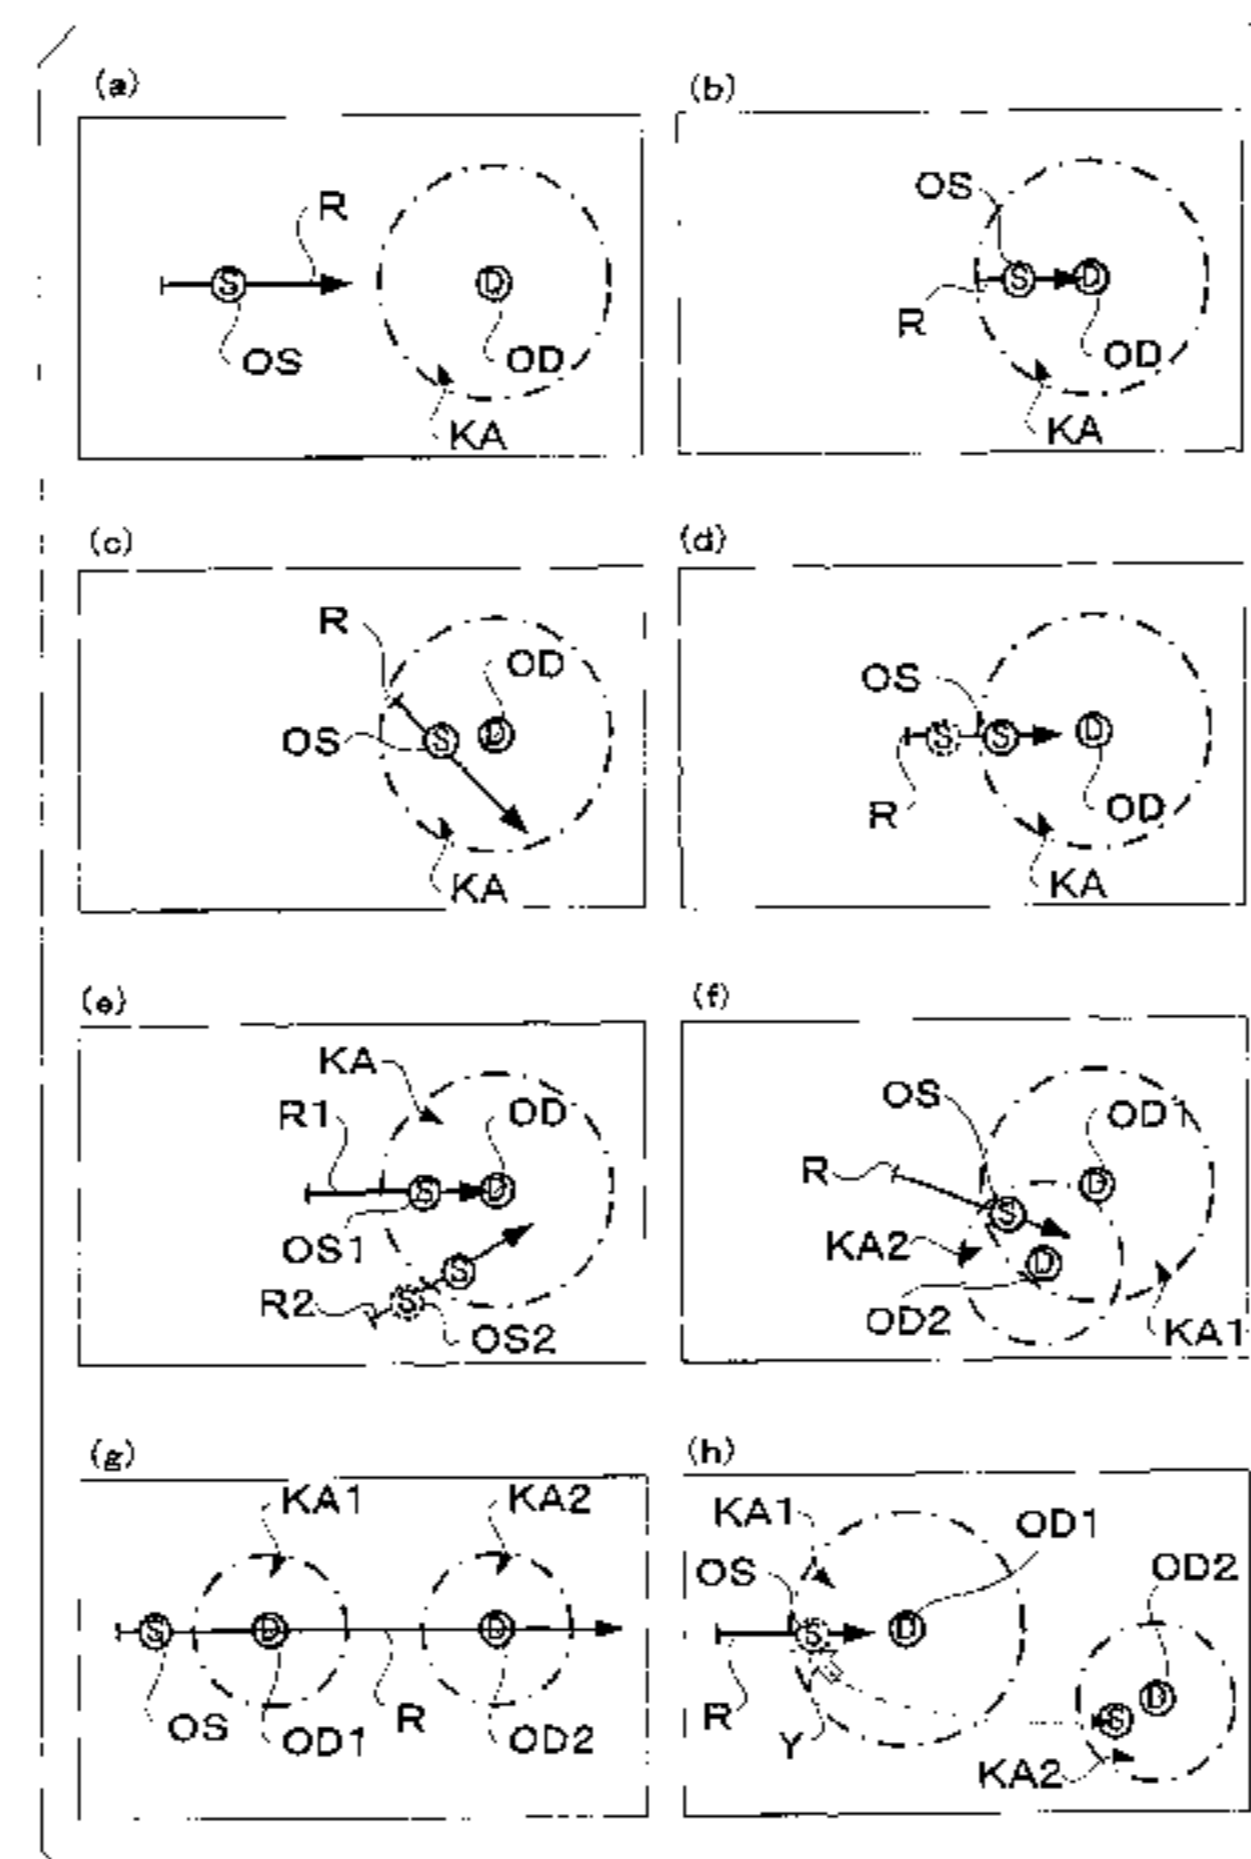 (a)
R
S
D
OS
OD
KA
(b)
OS
S
D
R
OD
KA
(c)
R
OD
OS
S
D
KA
(d)
OS
S
S
D
R
OD
KA
(e)
KA
R1
OD
S
D
OS1
S
R2
S
OS2
(f)
OS
OD1
R
D
S
KA2
D
OD2
KA1
(g)
KA1
KA2
S
D
D
OS
OD1
R
OD2
(h)
KA1
OD1
OS
OD2
S
D
R
D
S
Y
KA2